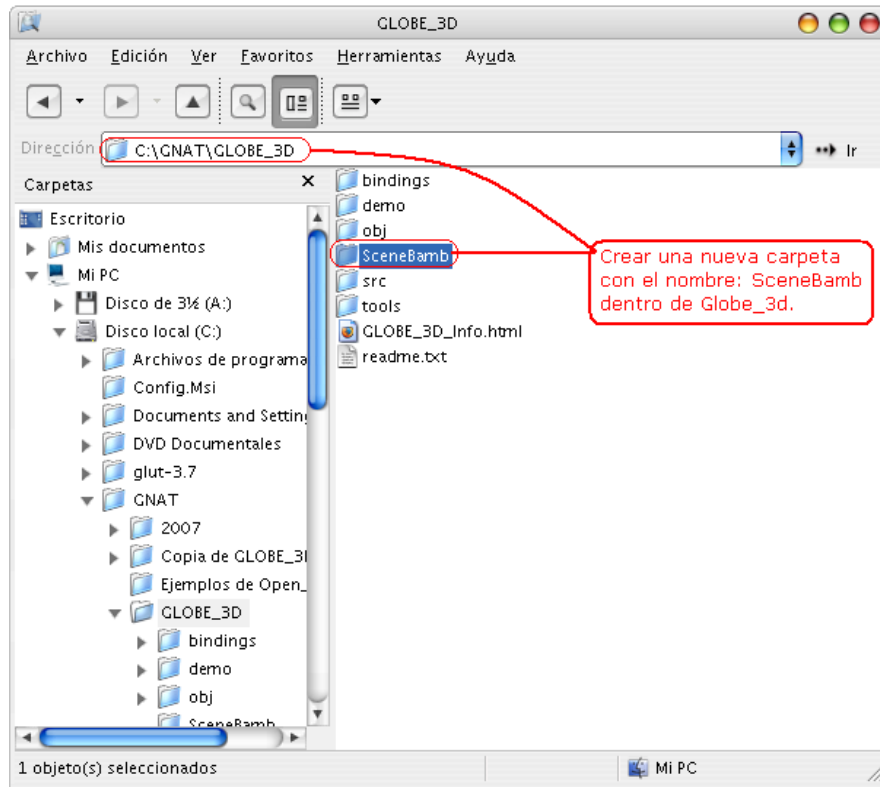 GLOBE_3D
Archivo Edición Ver Favoritos Herramientas Ayuda
Dirección C:\GNAT\GLOBE_3D Ir
Carpetas
Escritorio
Mis documentos
Mi PC
Disco de 3½ (A:)
Disco local (C:)
Archivos de programa
Config.Msi
Documents and Setting
DVD Documentales
glut-3.7
GNAT
2007
Copia de GLOBE_3D
Ejemplos de Open_
GLOBE_3D
bindings
demo
obj
SceneBamb
bindings
demo
obj
SceneBamb
src
tools
GLOBE_3D_Info.html
readme.txt
Crear una nueva carpeta
con el nombre: SceneBamb
dentro de Globe_3d.
1 objeto(s) seleccionados
Mi PC